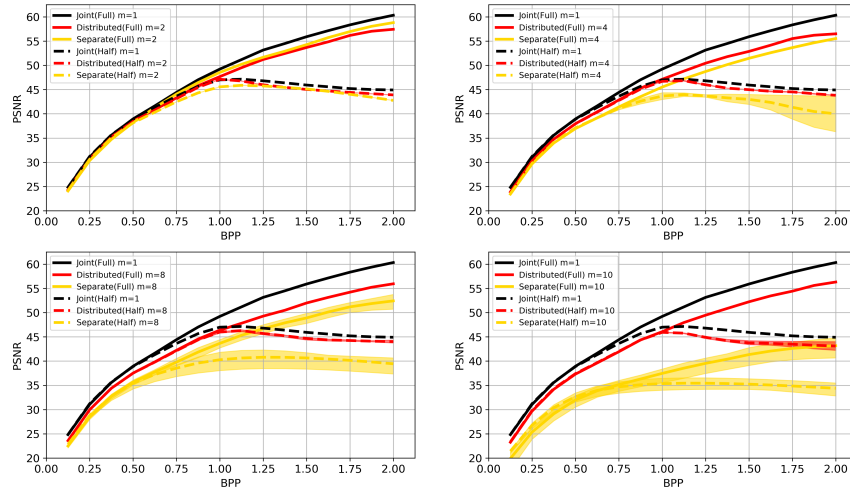 Joint(Full) m=1
Distributed(Full) m=2
Separate(Full) m=2
Joint(Half) m=1
Distributed(Half) m=2
Separate(Half) m=2
PSNR
60
55
50
45
40
35
30
25
20
0.00 0.25 0.50 0.75 1.00 1.25 1.50 1.75 2.00
BPP
Joint(Full) m=1
Distributed(Full) m=4
Separate(Full) m=4
Joint(Half) m=1
Distributed(Half) m=4
Separate(Half) m=4
PSNR
60
55
50
45
40
35
30
25
20
0.00 0.25 0.50 0.75 1.00 1.25 1.50 1.75 2.00
BPP
Joint(Full) m=1
Distributed(Full) m=8
Separate(Full) m=8
Joint(Half) m=1
Distributed(Half) m=8
Separate(Half) m=8
PSNR
60
55
50
45
40
35
30
25
20
0.00 0.25 0.50 0.75 1.00 1.25 1.50 1.75 2.00
BPP
Joint(Full) m=1
Distributed(Full) m=10
Separate(Full) m=10
Joint(Half) m=1
Distributed(Half) m=10
Separate(Half) m=10
PSNR
60
55
50
45
40
35
30
25
20
0.00 0.25 0.50 0.75 1.00 1.25 1.50 1.75 2.00
BPP